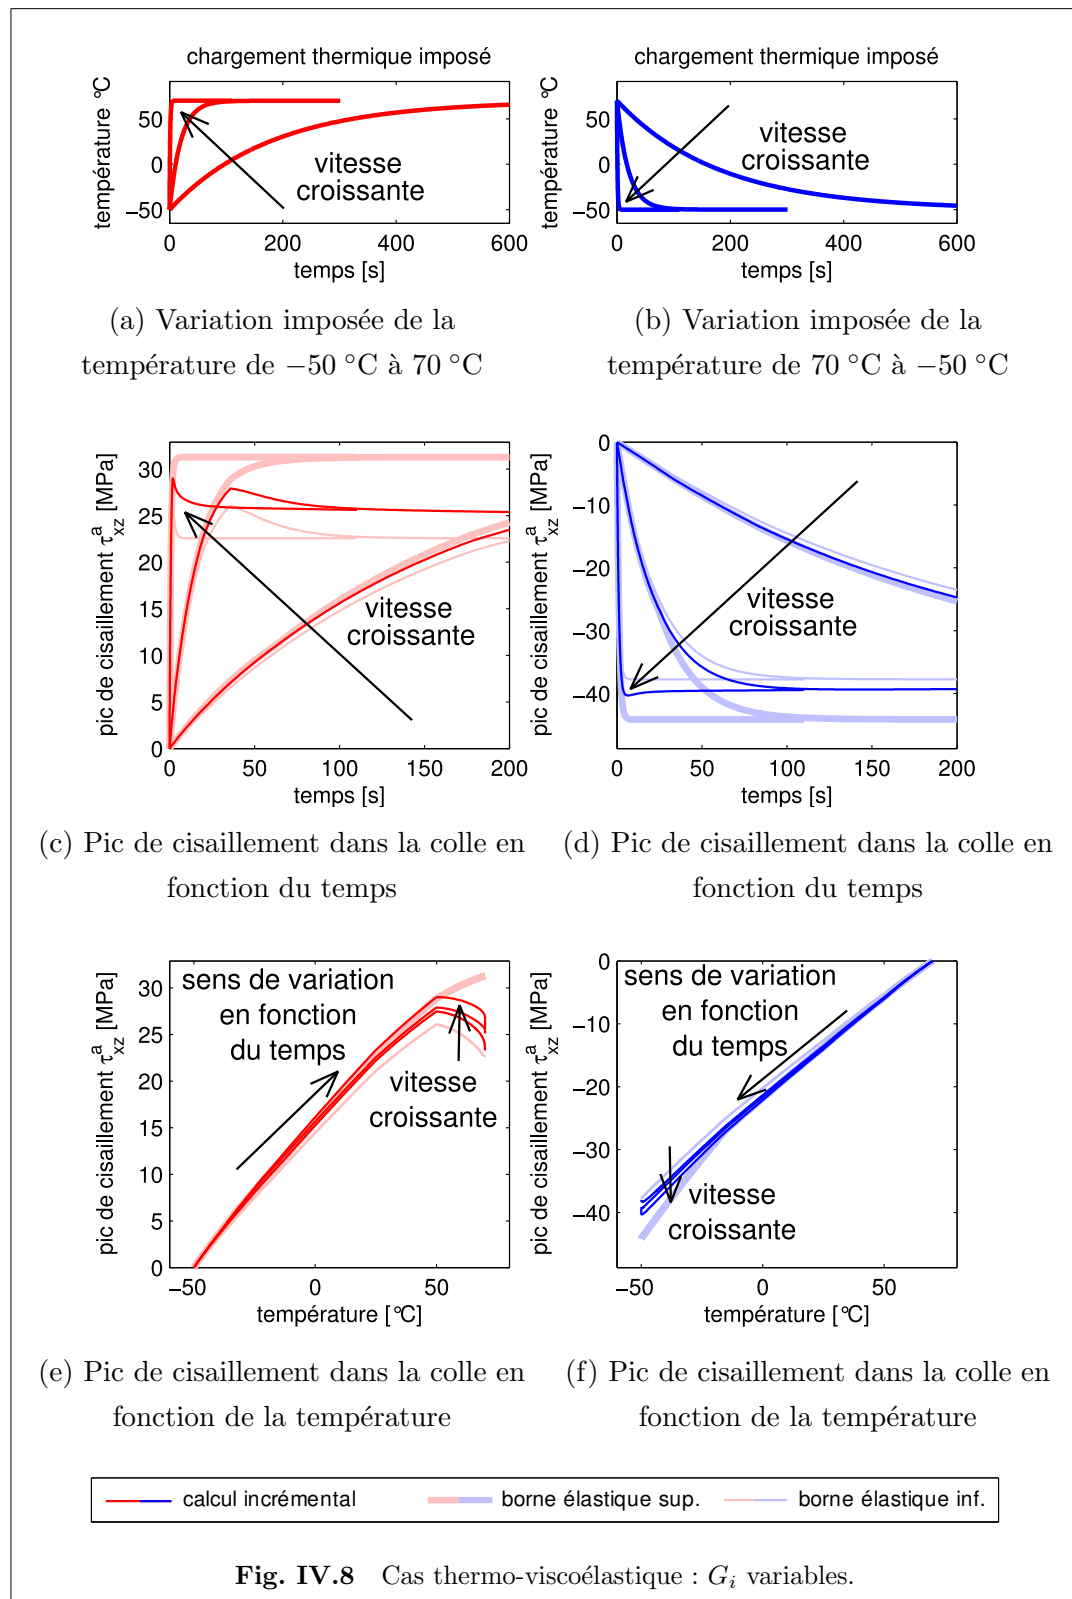 chargement thermique imposé
température °C
50
0
−50
0
200
400
600
temps [s]
vitesse
croissante
(a) Variation imposée de la
température de −50 °C à 70 °C
chargement thermique imposé
température °C
50
0
−50
0
200
400
600
temps [s]
vitesse
croissante
(b) Variation imposée de la
température de 70 °C à −50 °C
pic de cisaillement τ^a_xz [MPa]
30
25
20
15
10
5
0
0
50
100
150
200
temps [s]
vitesse
croissante
(c) Pic de cisaillement dans la colle en
fonction du temps
pic de cisaillement τ^a_xz [MPa]
0
−10
−20
−30
−40
0
50
100
150
200
temps [s]
vitesse
croissante
(d) Pic de cisaillement dans la colle en
fonction du temps
pic de cisaillement τ^a_xz [MPa]
30
25
20
15
10
5
0
−50
0
50
température [°C]
sens de variation
en fonction
du temps
vitesse
croissante
(e) Pic de cisaillement dans la colle en
fonction de la température
pic de cisaillement τ^a_xz [MPa]
0
−10
−20
−30
−40
−50
0
50
température [°C]
sens de variation
en fonction
du temps
vitesse
croissante
(f) Pic de cisaillement dans la colle en
fonction de la température
calcul incrémental
borne élastique sup.
borne élastique inf.
Fig. IV.8 Cas thermo-viscoélastique : G_i variables.